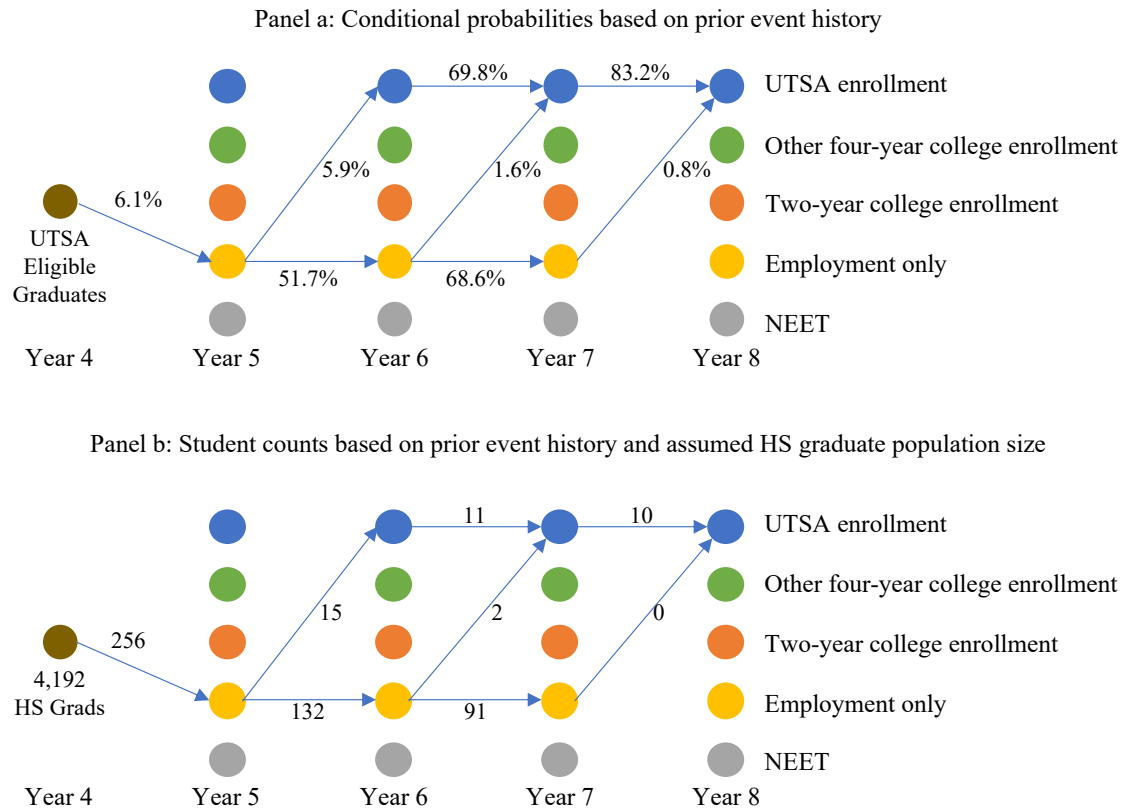 Panel a: Conditional probabilities based on prior event history
69.8%
83.2%
UTSA enrollment
Other four-year college enrollment
5.9%
1.6%
0.8%
6.1%
Two-year college enrollment
UTSA
Eligible
Graduates
51.7%
68.6%
Employment only
NEET
Year 4
Year 5
Year 6
Year 7
Year 8
Panel b: Student counts based on prior event history and assumed HS graduate population size
11
10
UTSA enrollment
Other four-year college enrollment
15
2
0
256
Two-year college enrollment
4,192
HS Grads
132
91
Employment only
NEET
Year 4
Year 5
Year 6
Year 7
Year 8